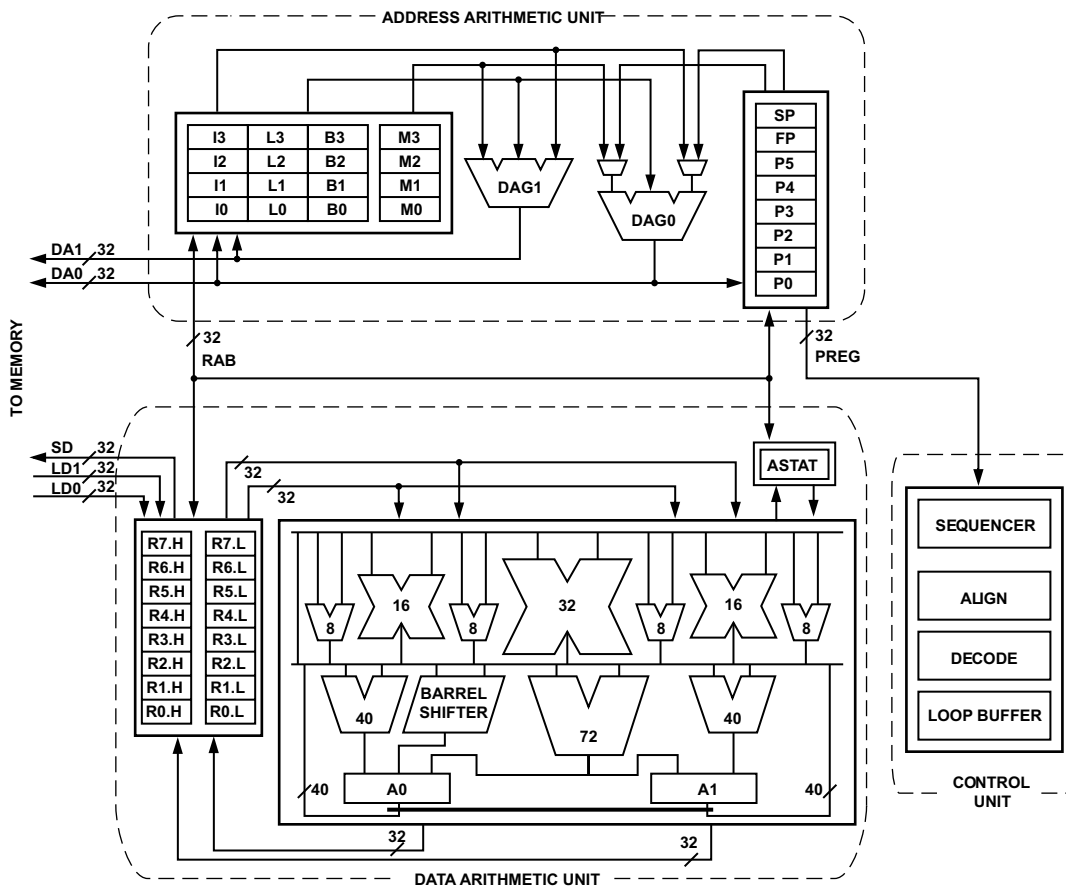 ADDRESS ARITHMETIC UNIT
I3 L3 B3 M3
I2 L2 B2 M2
I1 L1 B1 M1
I0 L0 B0 M0
DAG1
DAG0
SP
FP
P5
P4
P3
P2
P1
P0
DA1 32
DA0 32
32
RAB
32
PREG
TO MEMORY
SD 32
LD1 32
LD0 32
32
32
ASTAT
R7.H R7.L
R6.H R6.L
R5.H R5.L
R4.H R4.L
R3.H R3.L
R2.H R2.L
R1.H R1.L
R0.H R0.L
8
16
8
32
8
16
8
40
BARREL
SHIFTER
72
40
40
A0
A1
40
32
32
DATA ARITHMETIC UNIT
SEQUENCER
ALIGN
DECODE
LOOP BUFFER
CONTROL
UNIT